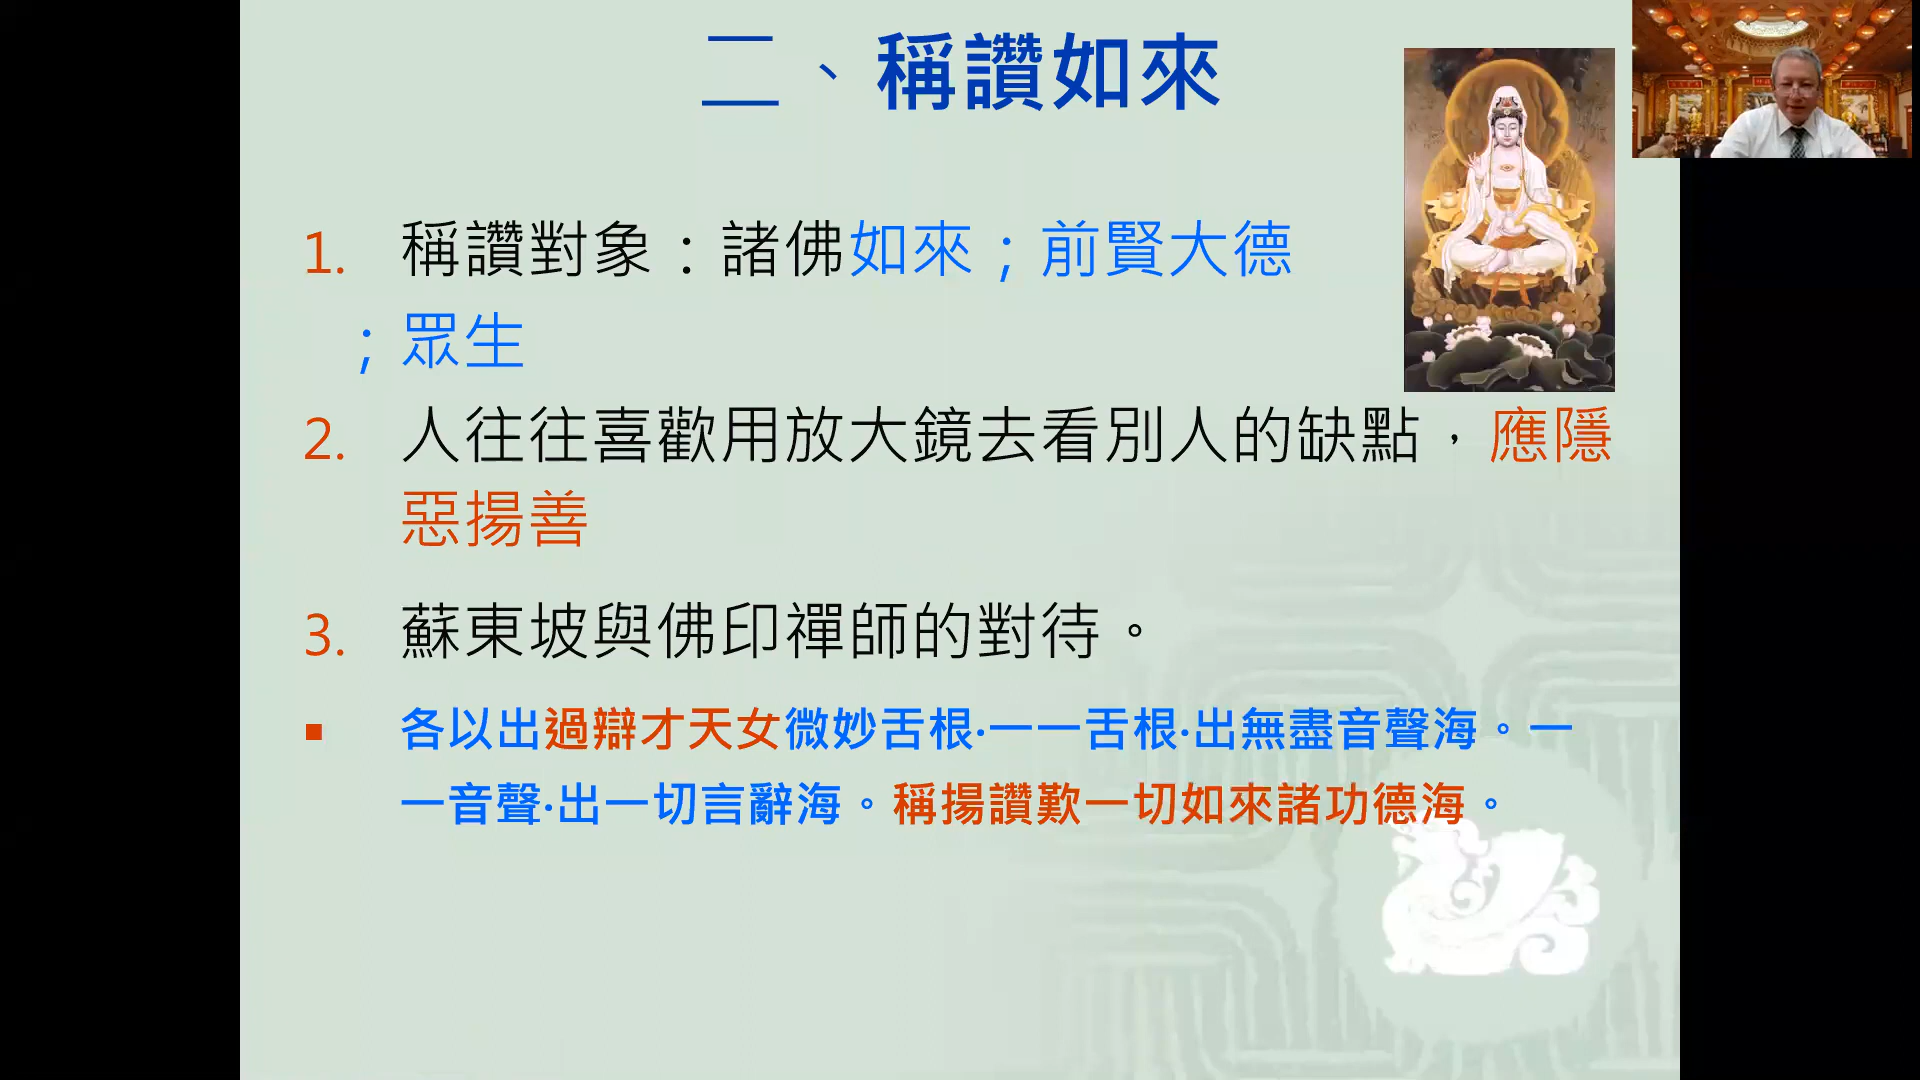 二、稱讚如來
1. 稱讚對象：諸佛如來；前賢大德
；眾生
2. 人往往喜歡用放大鏡去看別人的缺點，應隱
惡揚善
3. 蘇東坡與佛印禪師的對待。
▪ 各以出過辯才天女微妙舌根·一一舌根·出無盡音聲海。一
一音聲·出一切言辭海。稱揚讚歎一切如來諸功德海。